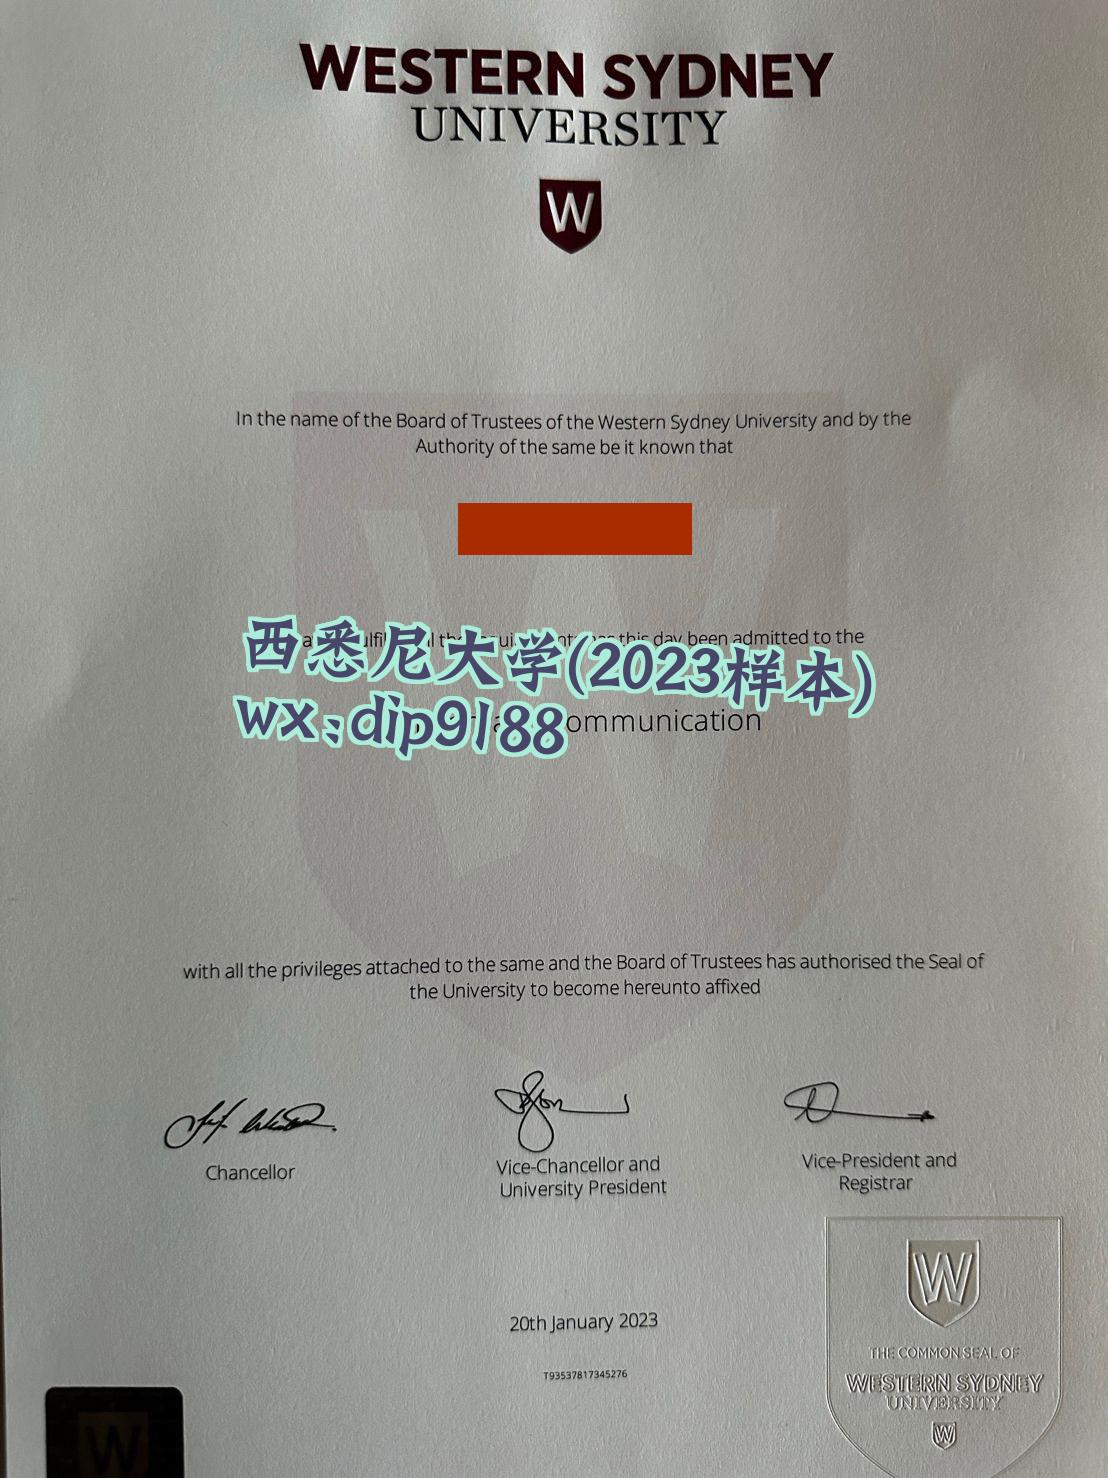 WESTERN SYDNEY
UNIVERSITY
W
In the name of the Board of Trustees of the Western Sydney University and by the
Authority of the same be it known that
this day been admitted to the
西悉尼大学(2023样本)
wx:dip9188
with all the privileges attached to the same and the Board of Trustees has authorised the Seal of
the University to become hereunto affixed
Chancellor
Vice-Chancellor and
University President
Vice-President and
Registrar
20th January 2023
T93537817345276
W
THE COMMON SEAL OF
WESTERN SYDNEY
UNIVERSITY
W
W